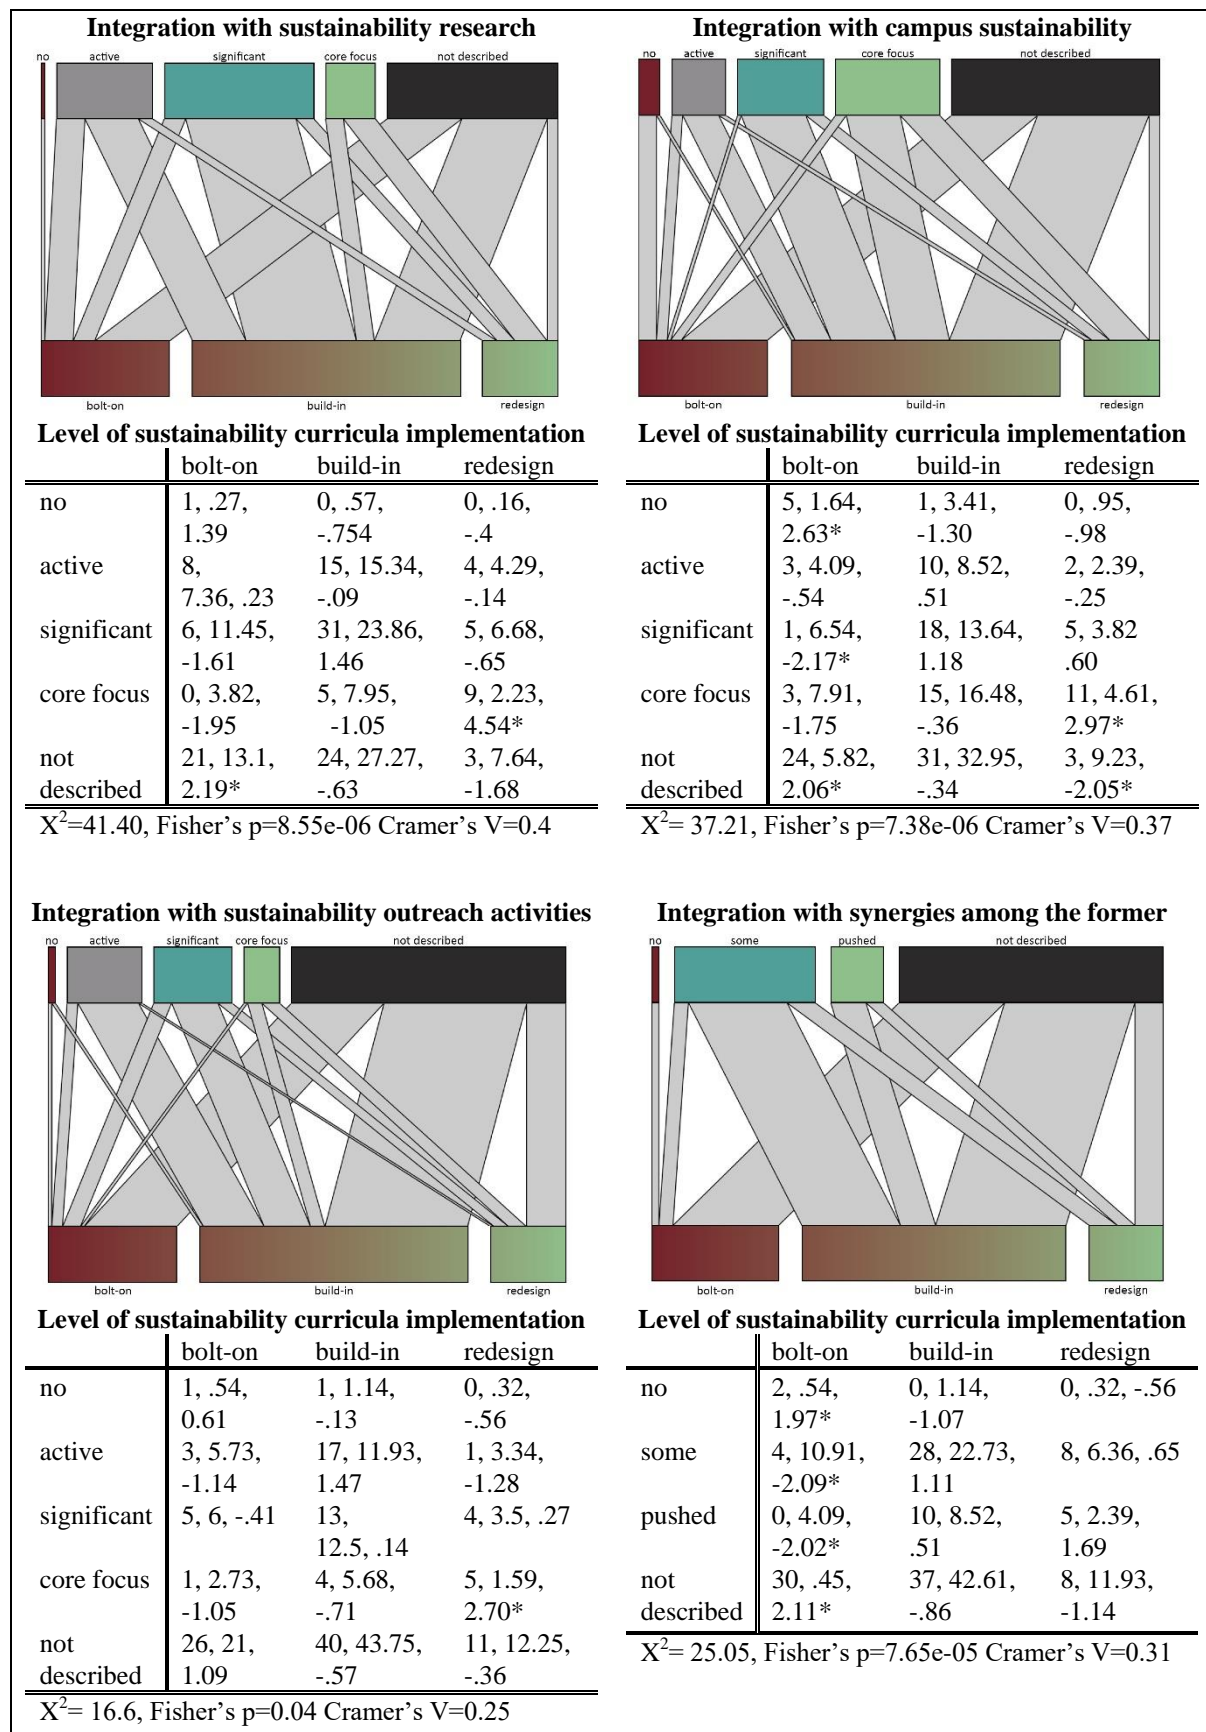 Integration with sustainability research
no active significant core focus not described
bolt-on build-in redesign
Level of sustainability curricula implementation
bolt-on build-in redesign
no 1, .27, 0, .57, 0, .16,
1.39 -.754 -.4
active 8, 15, 15.34, 4, 4.29,
7.36, .23 -.09 -.14
significant 6, 11.45, 31, 23.86, 5, 6.68,
-1.61 1.46 -.65
core focus 0, 3.82, 5, 7.95, 9, 2.23,
-1.95 -1.05 4.54*
not 21, 13.1, 24, 27.27, 3, 7.64,
described 2.19* -.63 -1.68
X²=41.40, Fisher's p=8.55e-06 Cramer's V=0.4
Integration with campus sustainability
no active significant core focus not described
bolt-on build-in redesign
Level of sustainability curricula implementation
bolt-on build-in redesign
no 5, 1.64, 1, 3.41, 0, .95,
2.63* -1.30 -.98
active 3, 4.09, 10, 8.52, 2, 2.39,
-.54 .51 -.25
significant 1, 6.54, 18, 13.64, 5, 3.82
-2.17* 1.18 .60
core focus 3, 7.91, 15, 16.48, 11, 4.61,
-1.75 -.36 2.97*
not 24, 5.82, 31, 32.95, 3, 9.23,
described 2.06* -.34 -2.05*
X²= 37.21, Fisher's p=7.38e-06 Cramer's V=0.37
Integration with sustainability outreach activities
no active significant core focus not described
bolt-on build-in redesign
Level of sustainability curricula implementation
bolt-on build-in redesign
no 1, .54, 1, 1.14, 0, .32,
0.61 -.13 -.56
active 3, 5.73, 17, 11.93, 1, 3.34,
-1.14 1.47 -1.28
significant 5, 6, -.41 13, 4, 3.5, .27
12.5, .14
core focus 1, 2.73, 4, 5.68, 5, 1.59,
-1.05 -.71 2.70*
not 26, 21, 40, 43.75, 11, 12.25,
described 1.09 -.57 -.36
X²= 16.6, Fisher's p=0.04 Cramer's V=0.25
Integration with synergies among the former
no some pushed not described
bolt-on build-in redesign
Level of sustainability curricula implementation
bolt-on build-in redesign
no 2, .54, 0, 1.14, 0, .32, -.56
1.97* -1.07
some 4, 10.91, 28, 22.73, 8, 6.36, .65
-2.09* 1.11
pushed 0, 4.09, 10, 8.52, 5, 2.39,
-2.02* .51 1.69
not 30, .45, 37, 42.61, 8, 11.93,
described 2.11* -.86 -1.14
X²= 25.05, Fisher's p=7.65e-05 Cramer's V=0.31